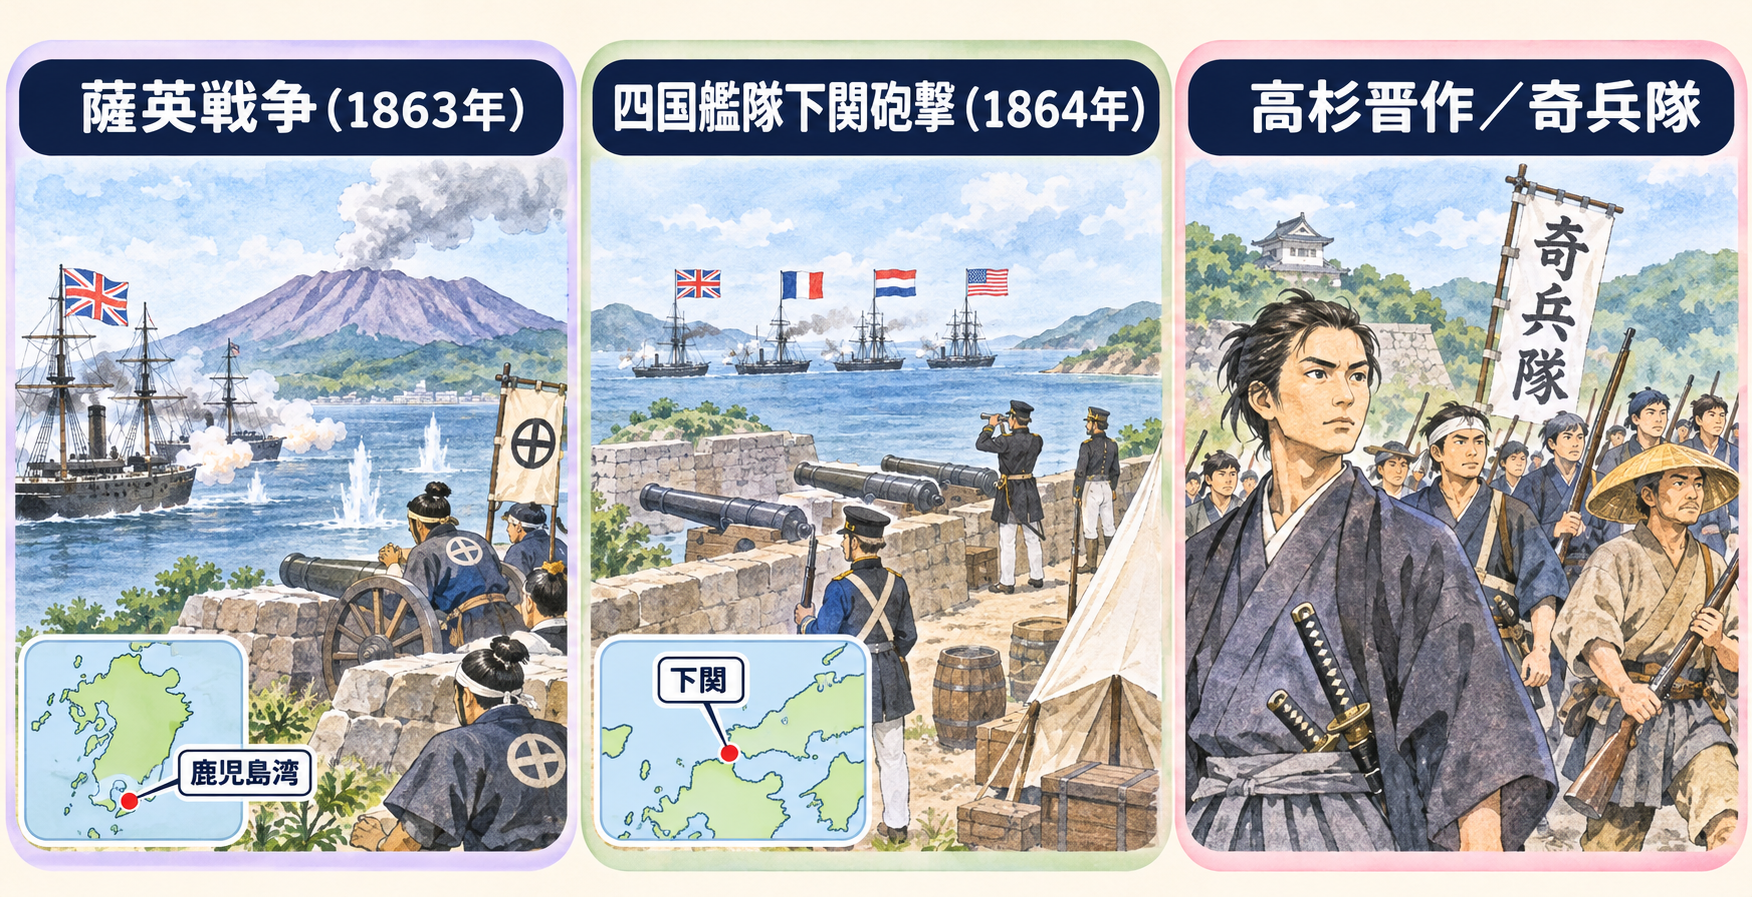 薩英戦争(1863年)
鹿児島湾
四国艦隊下関砲撃(1864年)
下関
高杉晋作／奇兵隊
奇兵隊